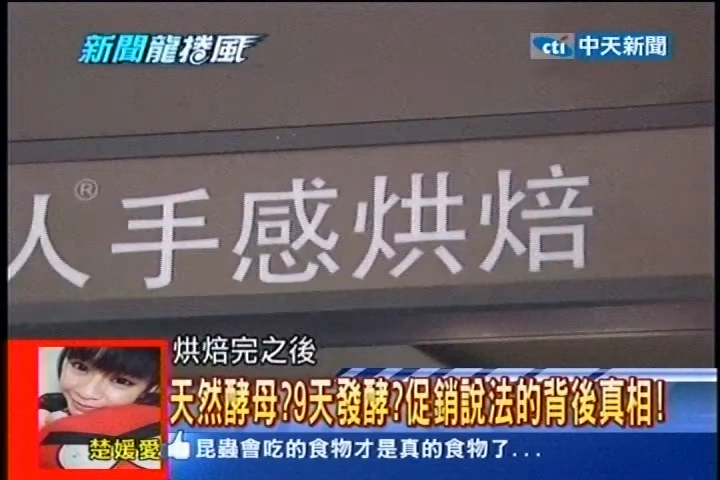 新聞龍捲風
cti 中天新聞
人® 手感烘焙
烘焙完之後
天然酵母?9天發酵?促銷說法的背後真相!
楚媛愛
昆蟲會吃的食物才是真的食物了...